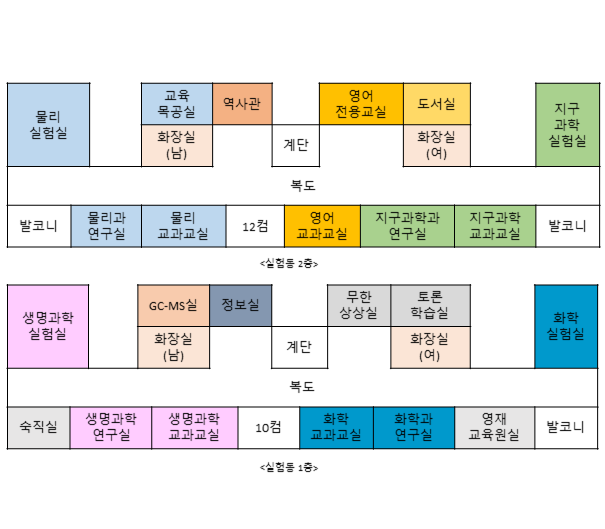 물리
실험실
교육
목공실
역사관
영어
전용교실
도서실
지구
과학
실험실
화장실
(남)
계단
화장실
(여)
복도
발코니
물리과
연구실
물리
교과교실
12컴
영어
교과교실
지구과학과
연구실
지구과학
교과교실
발코니
<실험동 2층>
생명과학
실험실
GC-MS실
정보실
무한
상상실
토론
학습실
화학
실험실
화장실
(남)
계단
화장실
(여)
복도
숙직실
생명과학
연구실
생명과학
교과교실
10컴
화학
교과교실
화학과
연구실
영재
교육원실
발코니
<실험동 1층>